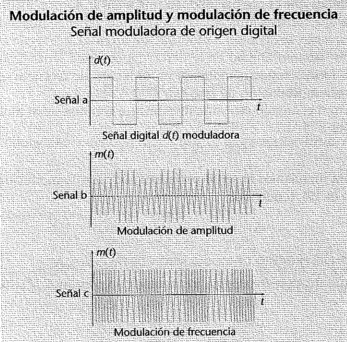 Modulación de amplitud y modulación de frecuencia
Señal moduladora de origen digital
d(t)
Señal a
t
Señal digital d(t) moduladora
m(t)
Señal b
t
Modulación de amplitud
m(t)
Señal c
t
Modulación de frecuencia